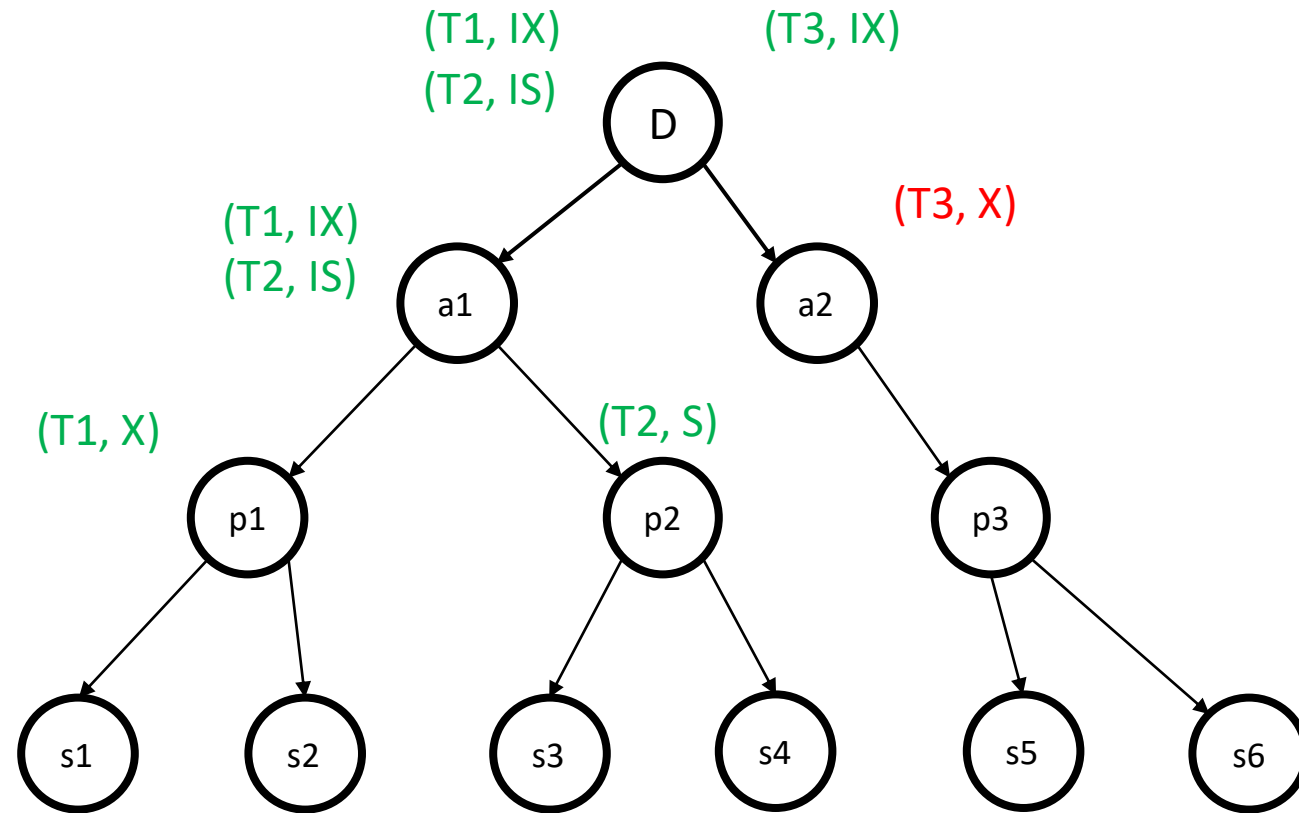 (T1, IX)
(T3, IX)
(T2, IS)
D
(T3, X)
(T1, IX)
(T2, IS)
a1
a2
(T1, X)
(T2, S)
p1
p2
p3
s1
s2
s3
s4
s5
s6